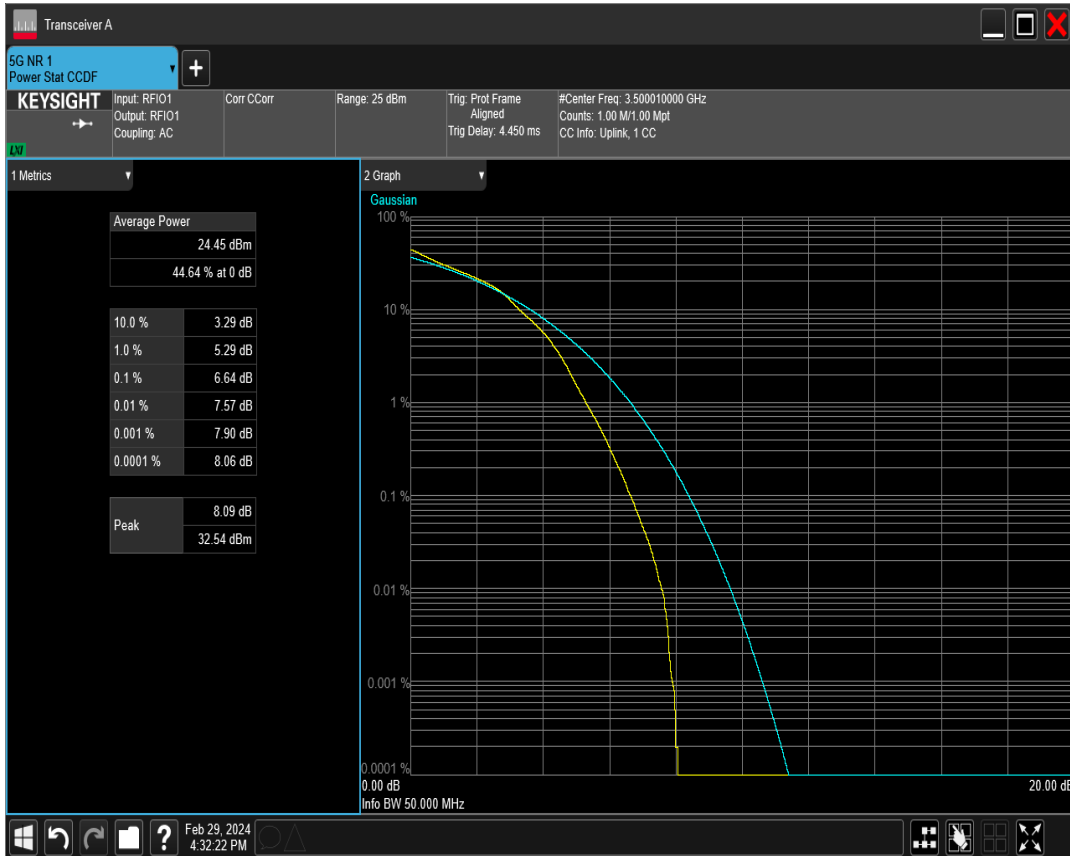 Transceiver A
5G NR 1
Power Stat CCDF
KEYSIGHT
LXI
Input: RFIO1
Output: RFIO1
Coupling: AC
Corr CCorr
Range: 25 dBm
Trig: Prot Frame
Aligned
Trig Delay: 4.450 ms
#Center Freq: 3.500010000 GHz
Counts: 1.00 M/1.00 Mpt
CC Info: Uplink, 1 CC
1 Metrics
Average Power
24.45 dBm
44.64 % at 0 dB
10.0 % 3.29 dB
1.0 % 5.29 dB
0.1 % 6.64 dB
0.01 % 7.57 dB
0.001 % 7.90 dB
0.0001 % 8.06 dB
Peak 8.09 dB
32.54 dBm
2 Graph
Gaussian
100 %
10 %
1 %
0.1 %
0.01 %
0.001 %
0.0001 %
0.00 dB 20.00 dB
Info BW 50.000 MHz
? Feb 29, 2024
4:32:22 PM